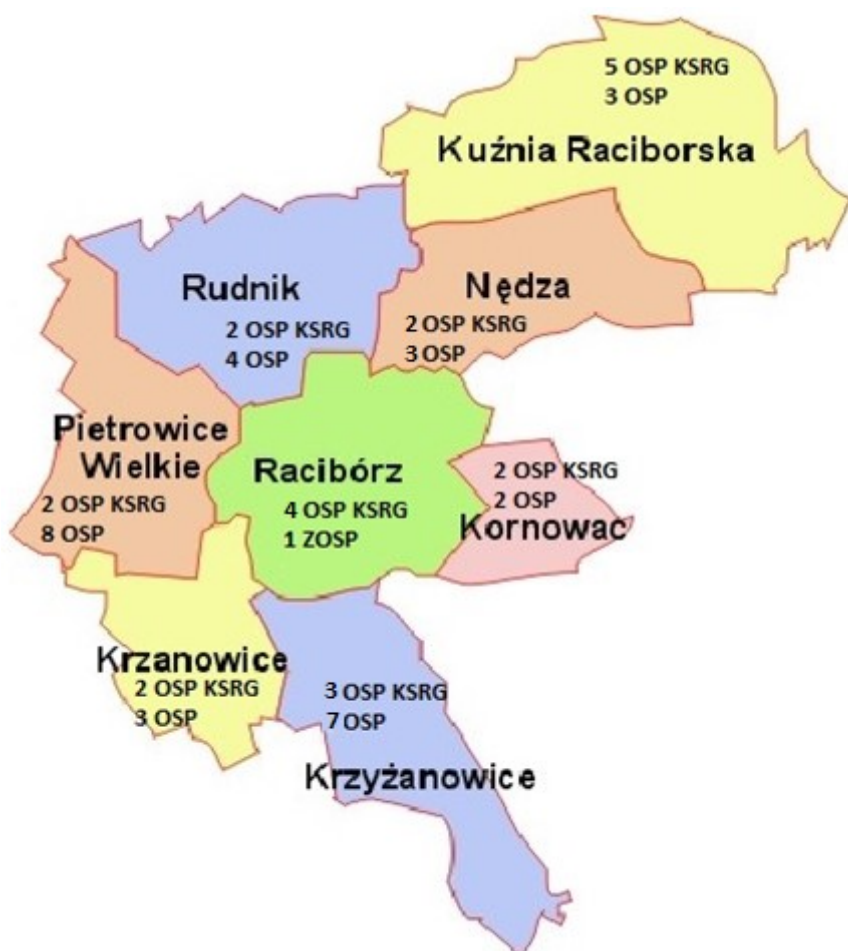 5 OSP KSRG
3 OSP
Kuźnia Raciborska
Rudnik
2 OSP KSRG
4 OSP
Nędza
2 OSP KSRG
3 OSP
Pietrowice
Wielkie
2 OSP KSRG
8 OSP
Racibórz
4 OSP KSRG
1 ZOSP
2 OSP KSRG
2 OSP
Kornowac
Krzanowice
2 OSP KSRG
3 OSP
3 OSP KSRG
7 OSP
Krzyżanowice